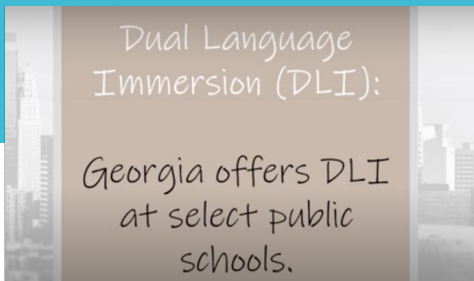 Dual Language
Immersion (DLI):
Georgia offers DLI
at select public
schools.